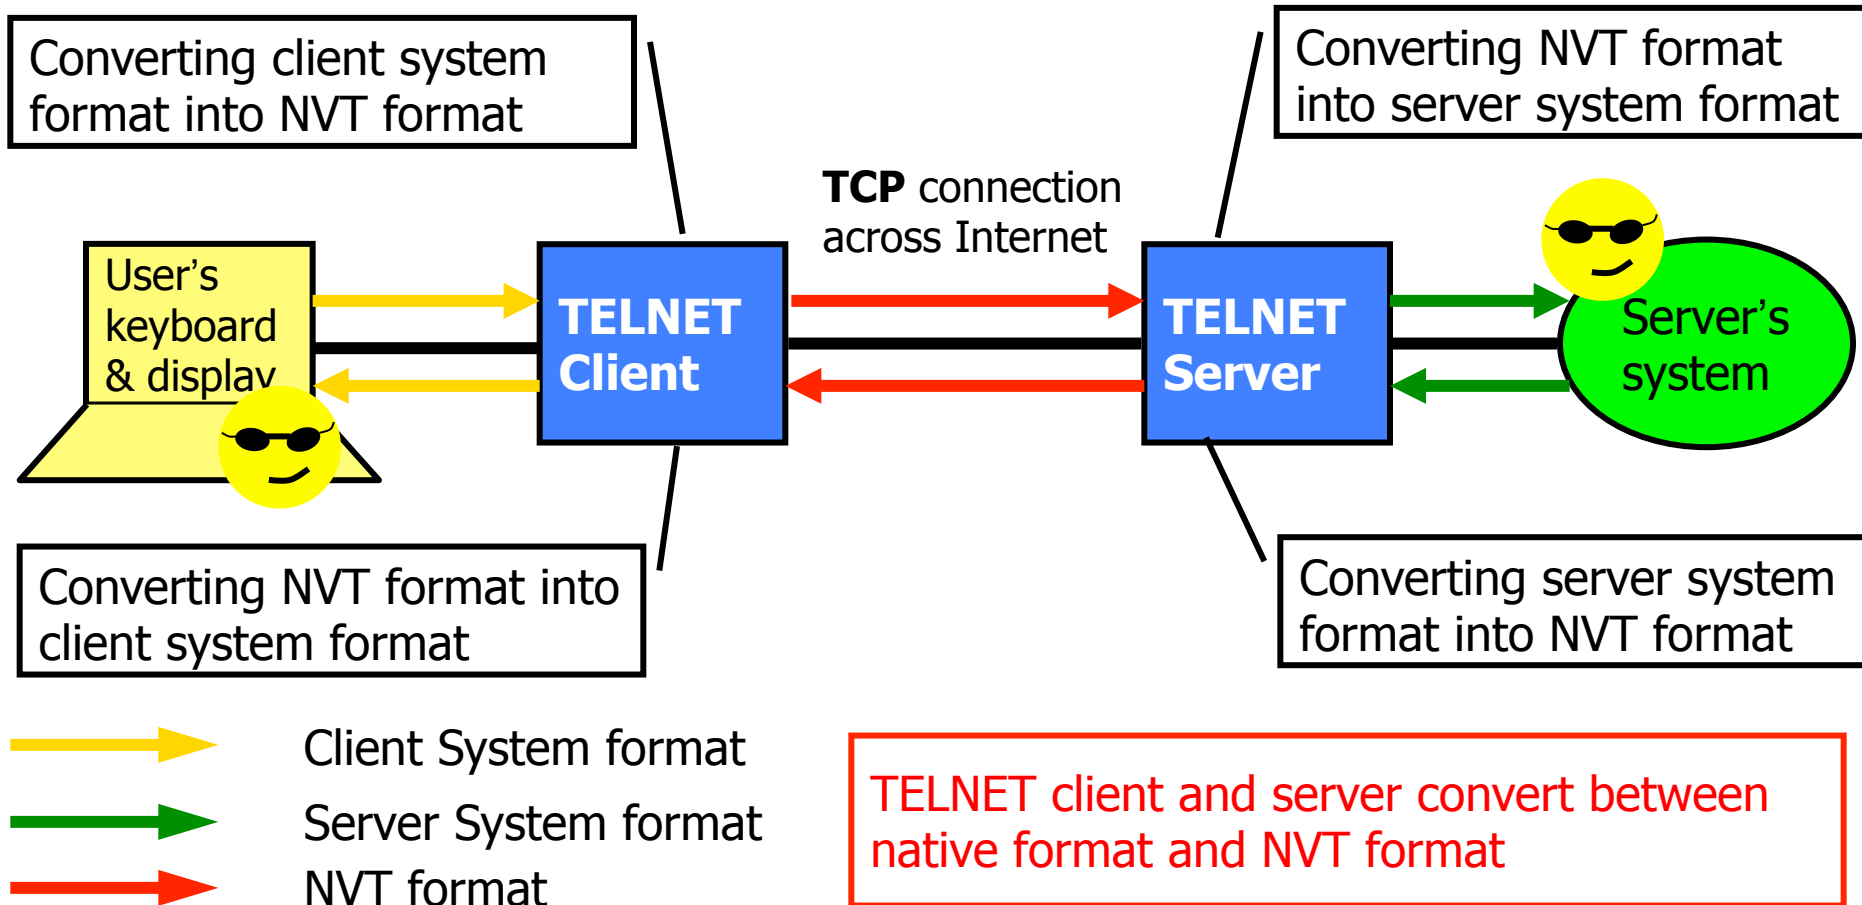 Converting client system
format into NVT format
Converting NVT format
into server system format
TCP connection
across Internet
User’s
keyboard
& display
TELNET
Client
TELNET
Server
Server’s
system
Converting NVT format into
client system format
Converting server system
format into NVT format
Client System format
Server System format
NVT format
TELNET client and server convert between
native format and NVT format